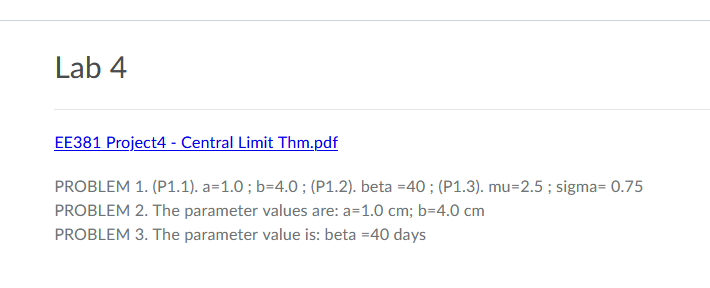 Lab 4
EE381 Project4 - Central Limit Thm.pdf
PROBLEM 1. (P1.1). a=1.0 ; b=4.0 ; (P1.2). beta =40 ; (P1.3). mu=2.5 ; sigma= 0.75
PROBLEM 2. The parameter values are: a=1.0 cm; b=4.0 cm
PROBLEM 3. The parameter value is: beta =40 days